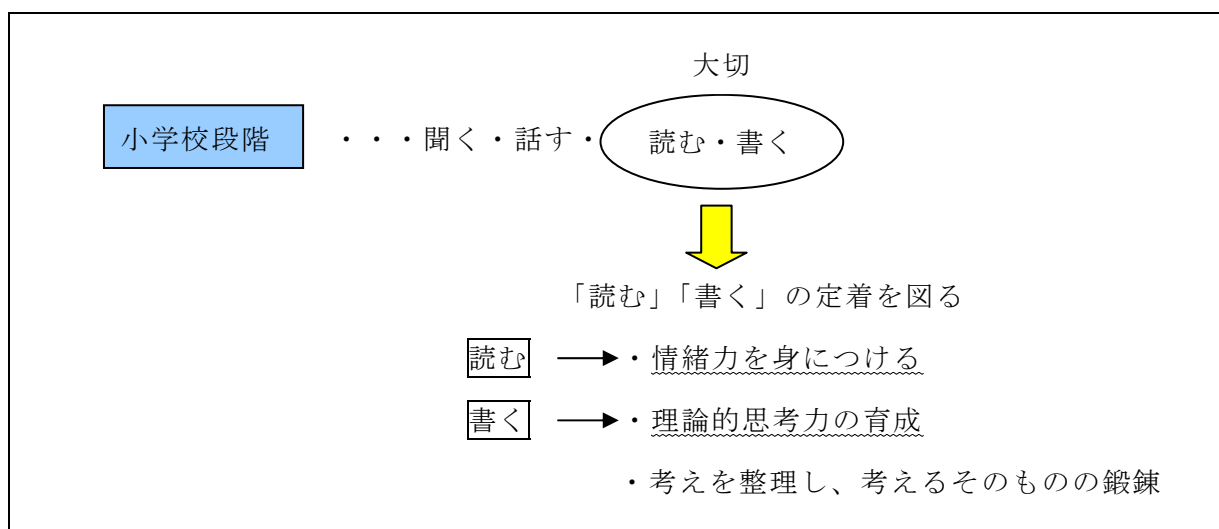 大切
小学校段階 ・・・聞く・話す・読む・書く
「読む」「書く」の定着を図る
読む ・情緒力を身につける
書く ・理論的思考力の育成
・考えを整理し、考えるそのものの鍛錬